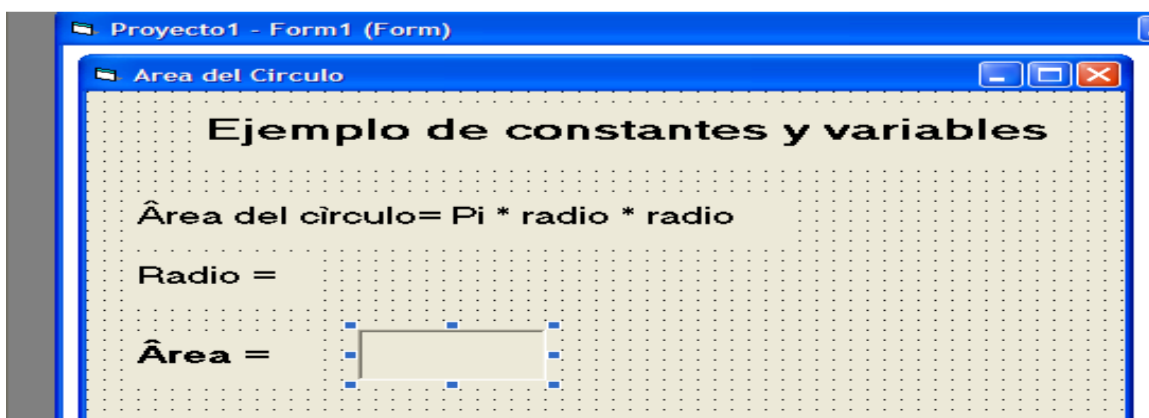 Proyecto1 - Form1 (Form)
Area del Circulo
Ejemplo de constantes y variables
Ârea del cìrculo= Pi * radio * radio
Radio =
Ârea =